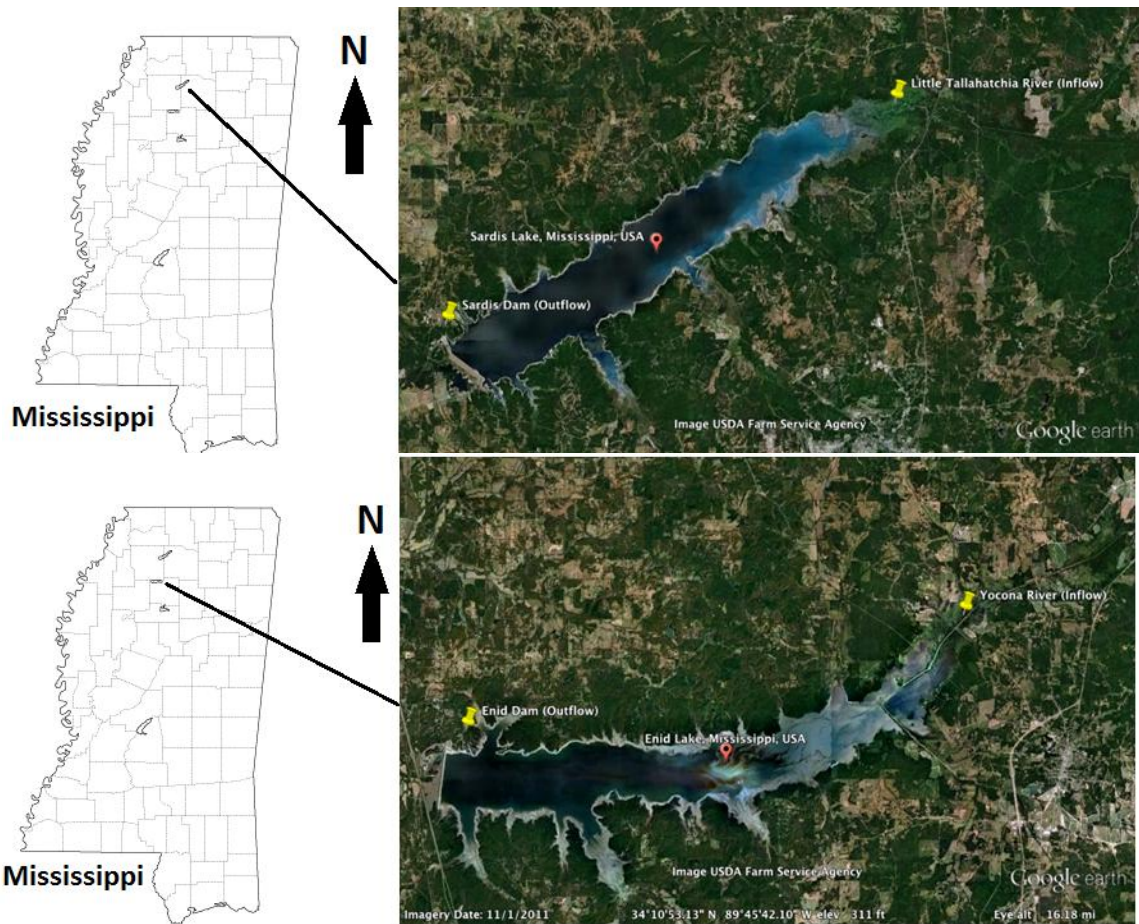 N
Mississippi
Little Tallahatchia River (Inflow)
Sardis Lake, Mississippi, USA
Sardis Dam (Outflow)
Image USDA Farm Service Agency
Google earth
N
Mississippi
Yocona River (Inflow)
Enid Dam (Outflow)
Enid Lake, Mississippi, USA
Image USDA Farm Service Agency
Google earth
Imagery Date: 11/1/2011 34°10'53.13" N 89°45'42.10" W elev 311 ft Eye alt 16.18 mi